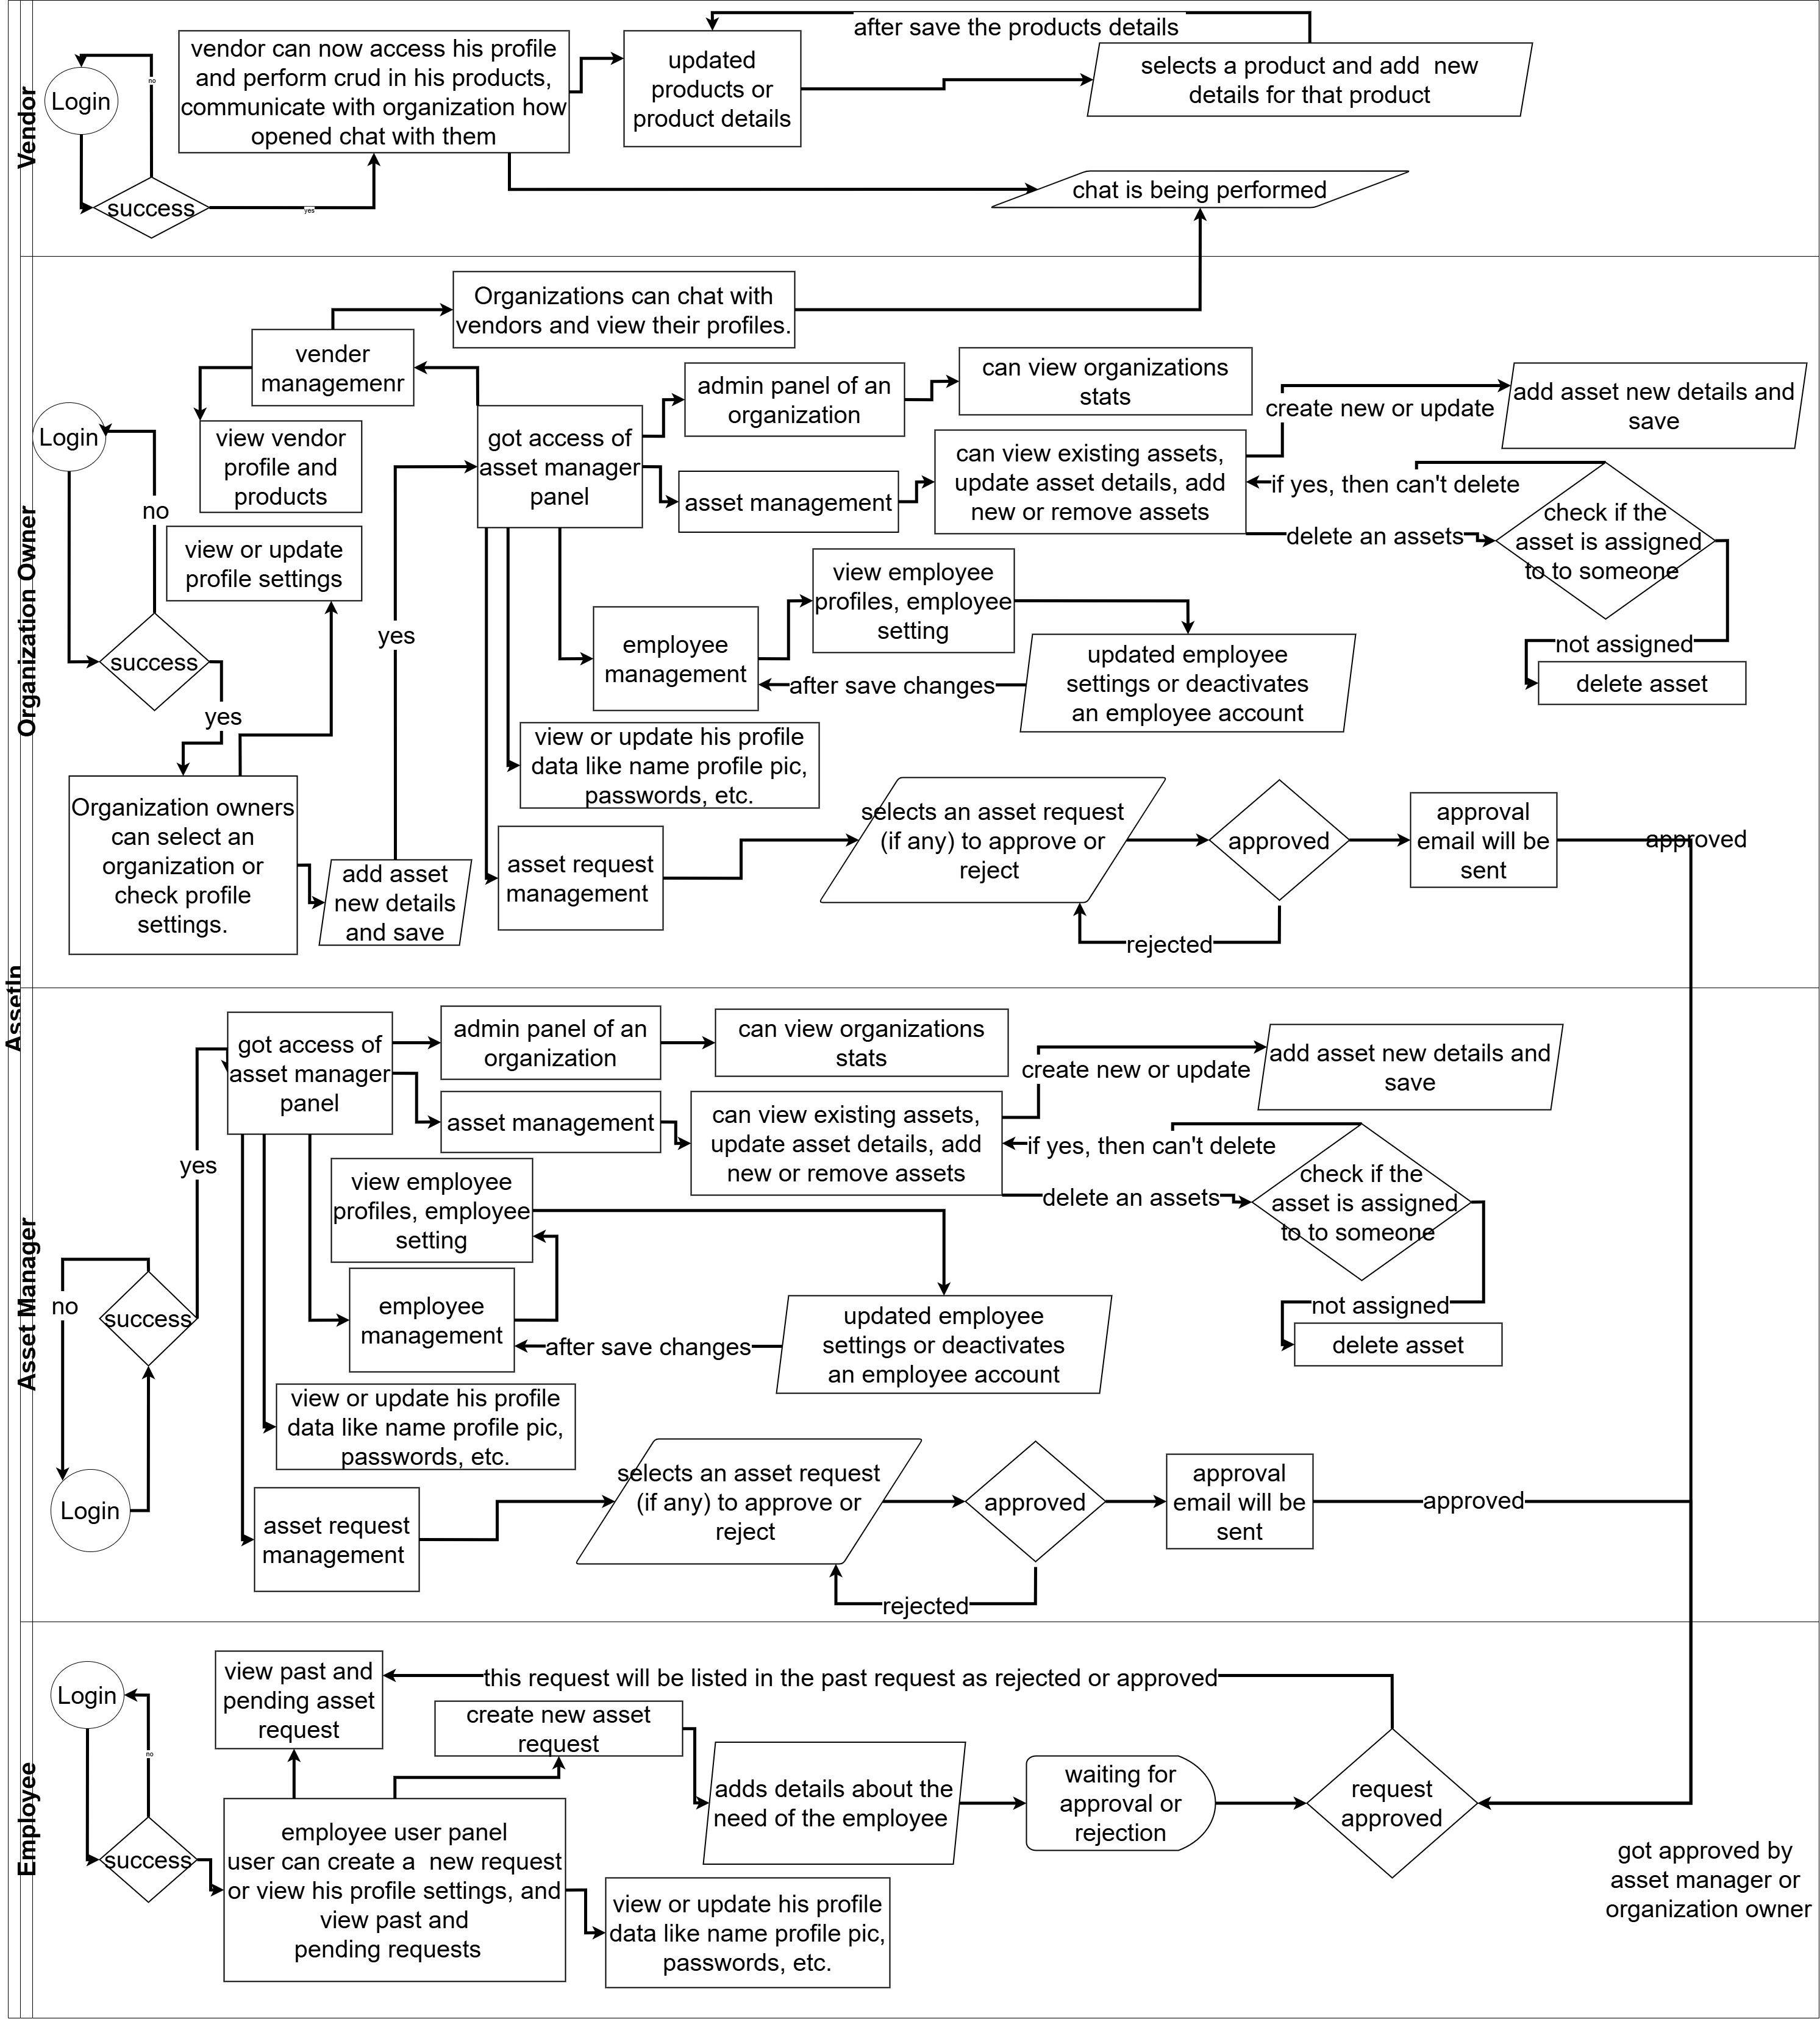 AssetIn
Vendor
Login
no
success
yes
vendor can now access his profile
and perform crud in his products,
communicate with organization how
opened chat with them
updated
products or
product details
after save the products details
selects a product and add  new
details for that product
chat is being performed
Organization Owner
Organizations can chat with
vendors and view their profiles.
vender
managemenr
view vendor
profile and
products
Login
no
success
yes
view or update
profile settings
Organization owners
can select an
organization or
check profile
settings.
add asset
new details
and save
yes
got access of
asset manager
panel
admin panel of an
organization
can view organizations
stats
asset management
can view existing assets,
update asset details, add
new or remove assets
create new or update
add asset new details and
save
if yes, then can't delete
delete an assets
check if the
asset is assigned
to to someone
not assigned
delete asset
employee
management
view employee
profiles, employee
setting
updated employee
settings or deactivates
an employee account
after save changes
view or update his profile
data like name profile pic,
passwords, etc.
asset request
management
selects an asset request
(if any) to approve or
reject
approved
rejected
approval
email will be
sent
approved
Asset Manager
got access of
asset manager
panel
yes
no
success
Login
admin panel of an
organization
can view organizations
stats
asset management
can view existing assets,
update asset details, add
new or remove assets
create new or update
add asset new details and
save
if yes, then can't delete
delete an assets
check if the
asset is assigned
to to someone
not assigned
delete asset
view employee
profiles, employee
setting
employee
management
updated employee
settings or deactivates
an employee account
after save changes
view or update his profile
data like name profile pic,
passwords, etc.
asset request
management
selects an asset request
(if any) to approve or
reject
approved
rejected
approval
email will be
sent
approved
Employee
Login
no
success
view past and
pending asset
request
this request will be listed in the past request as rejected or approved
create new asset
request
employee user panel
user can create a  new request
or view his profile settings, and
view past and
pending requests
adds details about the
need of the employee
waiting for
approval or
rejection
request
approved
view or update his profile
data like name profile pic,
passwords, etc.
got approved by
asset manager or
organization owner